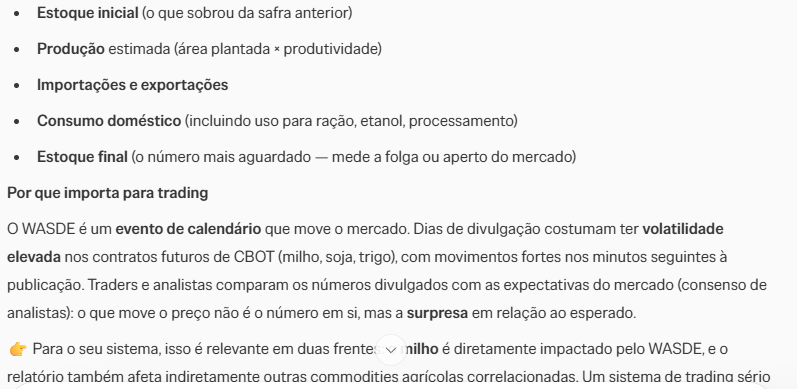 • Estoque inicial (o que sobrou da safra anterior)
• Produção estimada (área plantada × produtividade)
• Importações e exportações
• Consumo doméstico (incluindo uso para ração, etanol, processamento)
• Estoque final (o número mais aguardado — mede a folga ou aperto do mercado)
Por que importa para trading
O WASDE é um evento de calendário que move o mercado. Dias de divulgação costumam ter volatilidade
elevada nos contratos futuros de CBOT (milho, soja, trigo), com movimentos fortes nos minutos seguintes à
publicação. Traders e analistas comparam os números divulgados com as expectativas do mercado (consenso de
analistas): o que move o preço não é o número em si, mas a surpresa em relação ao esperado.
👉 Para o seu sistema, isso é relevante em duas frentes milho é diretamente impactado pelo WASDE, e o
relatório também afeta indiretamente outras commodities agrícolas correlacionadas. Um sistema de trading sério